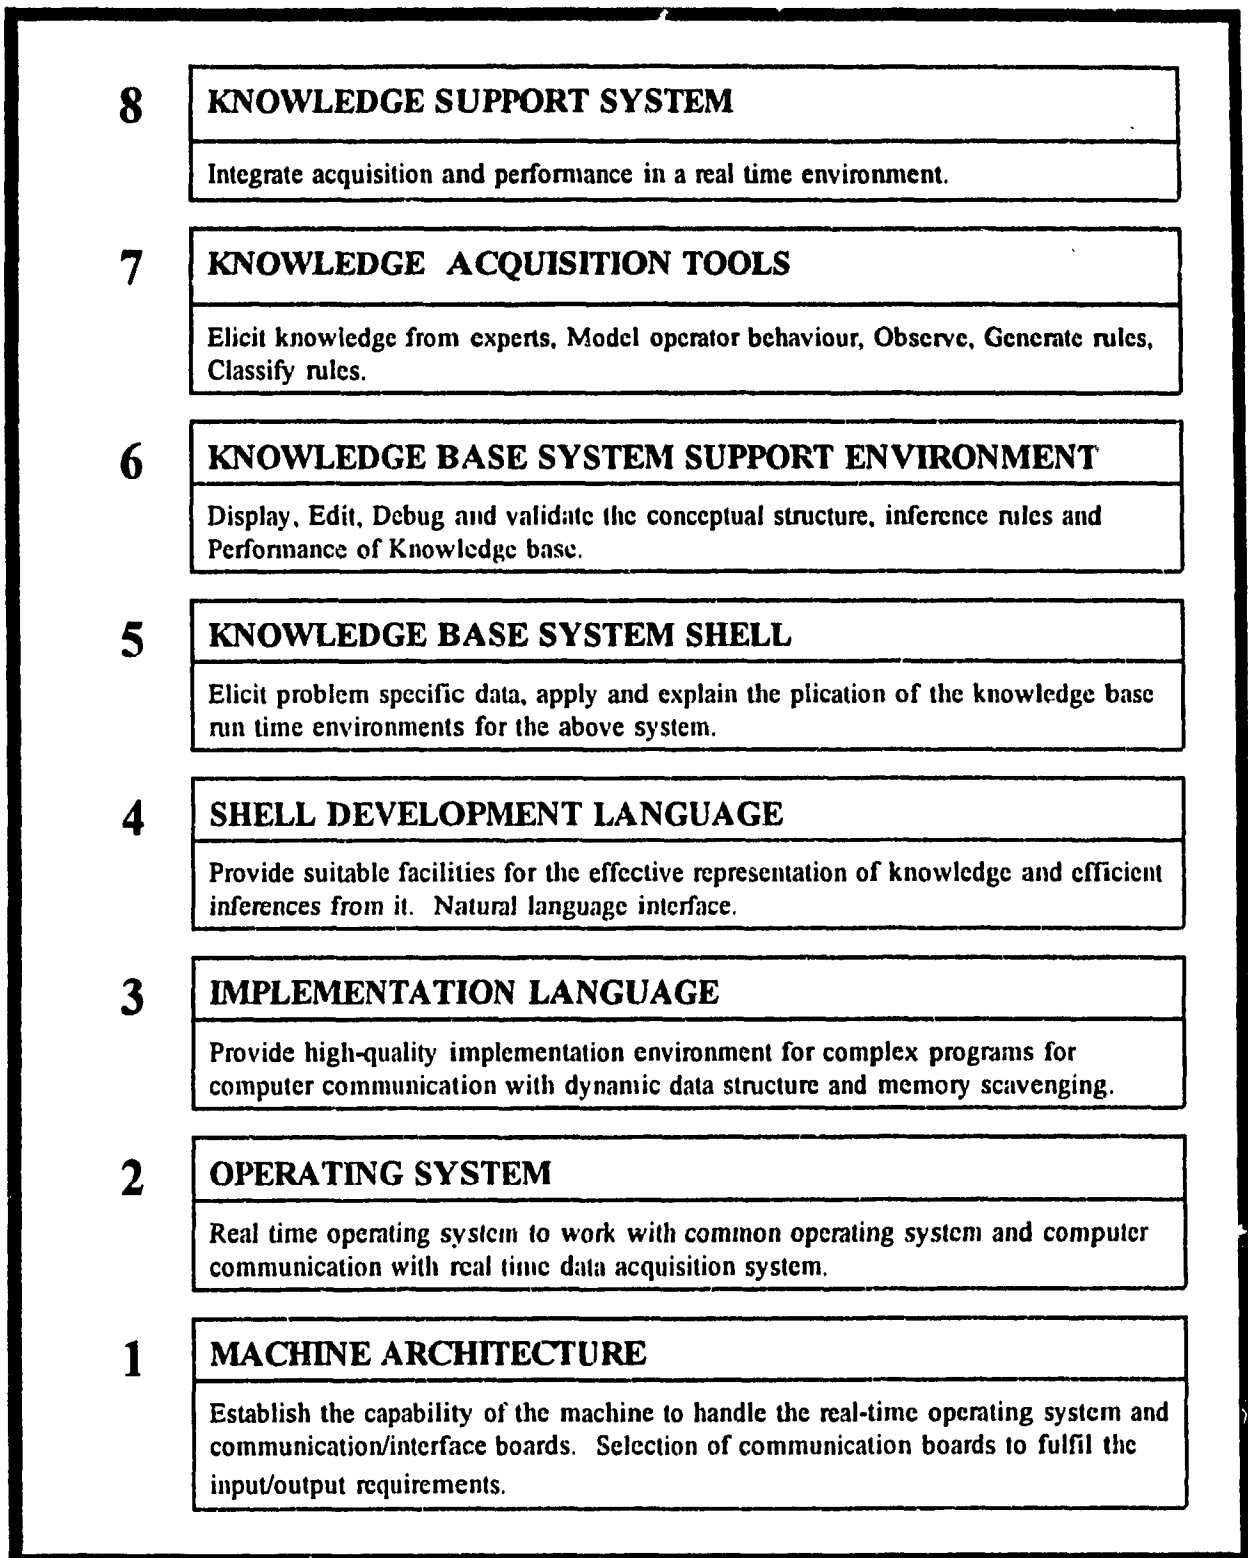 8
KNOWLEDGE SUPPORT SYSTEM
Integrate acquisition and performance in a real time environment.
7
KNOWLEDGE ACQUISITION TOOLS
Elicit knowledge from experts, Model operator behaviour, Observe, Generate rules,
Classify rules.
6
KNOWLEDGE BASE SYSTEM SUPPORT ENVIRONMENT
Display, Edit, Debug and validate the conceptual structure, inference rules and
Performance of Knowledge base.
5
KNOWLEDGE BASE SYSTEM SHELL
Elicit problem specific data, apply and explain the plication of the knowledge base
run time environments for the above system.
4
SHELL DEVELOPMENT LANGUAGE
Provide suitable facilities for the effective representation of knowledge and efficient
inferences from it. Natural language interface.
3
IMPLEMENTATION LANGUAGE
Provide high-quality implementation environment for complex programs for
computer communication with dynamic data structure and memory scavenging.
2
OPERATING SYSTEM
Real time operating system to work with common operating system and computer
communication with real time data acquisition system.
1
MACHINE ARCHITECTURE
Establish the capability of the machine to handle the real-time operating system and
communication/interface boards. Selection of communication boards to fulfil the
input/output requirements.